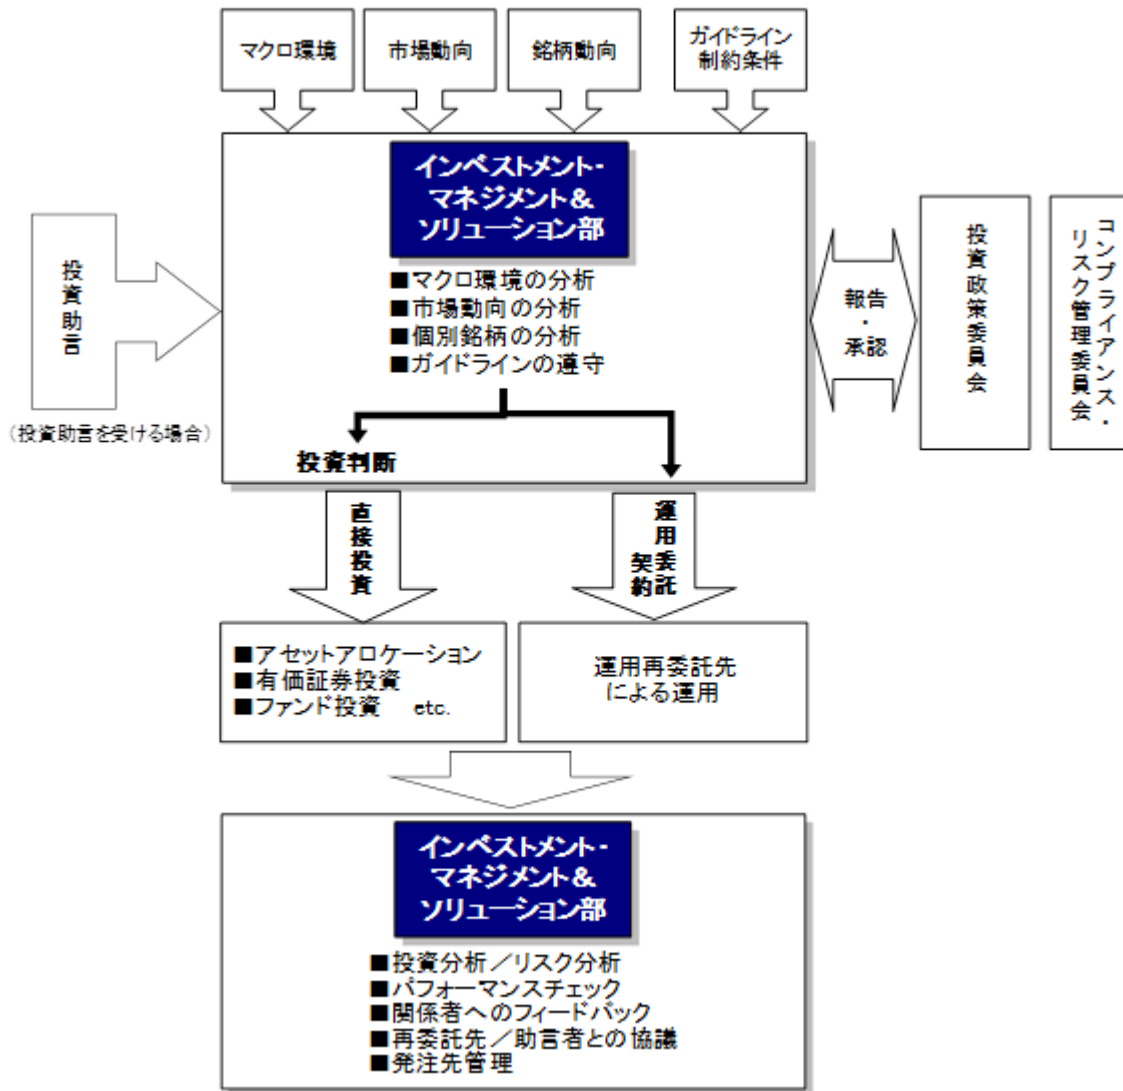 マクロ環境
市場動向
銘柄動向
ガイドライン
制約条件
インベストメント・
マネジメント＆
ソリューション部
■マクロ環境の分析
■市場動向の分析
■個別銘柄の分析
■ガイドラインの遵守
投資助言
（投資助言を受ける場合）
報告
・
承認
投資政策委員会
コンプライアンス・
リスク管理委員会
投資判断
直接投資
運用委託
契約
■アセットアロケーション
■有価証券投資
■ファンド投資 etc.
運用再委託先
による運用
インベストメント・
マネジメント＆
ソリューション部
■投資分析／リスク分析
■パフォーマンスチェック
■関係者へのフィードバック
■再委託先／助言者との協議
■発注先管理